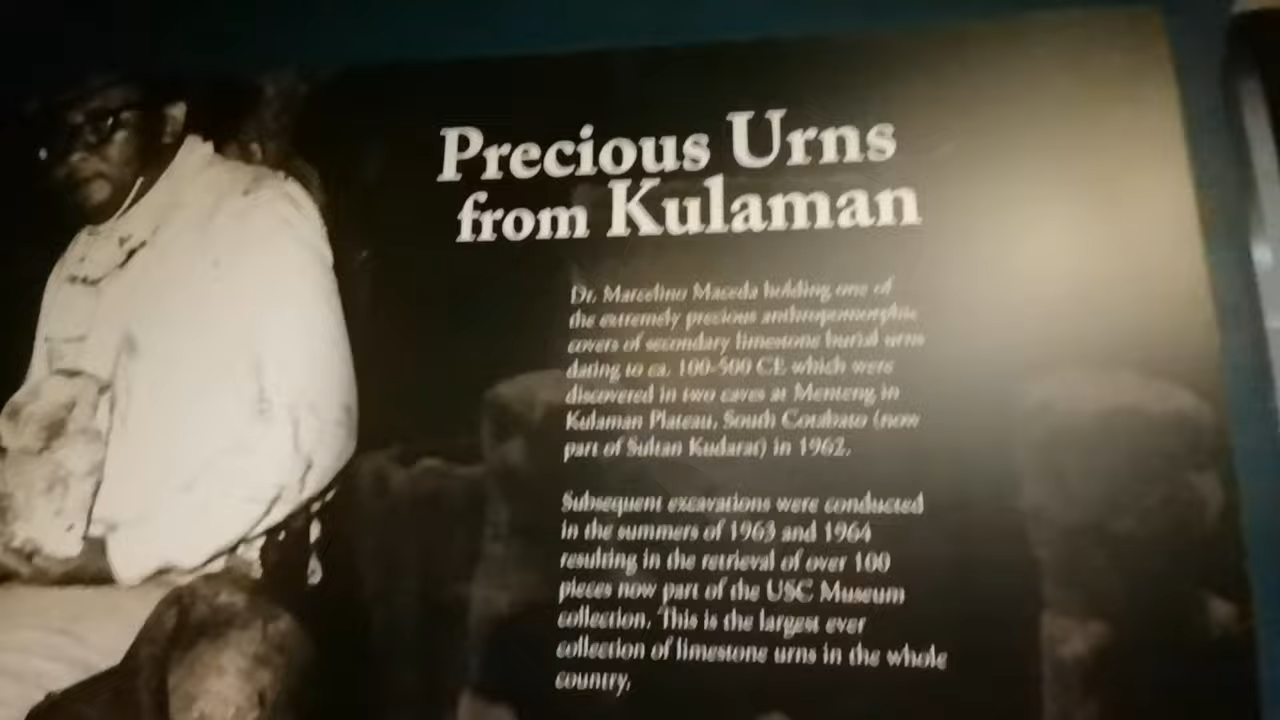 Precious Urns
from Kulaman
Dr. Marcelino Maceda holding one of
the extremely precious anthropomorphic
covers of secondary limestone burial urns
dating to ca. 100-500 CE which were
discovered in two caves at Menteng in
Kulaman Plateau, South Cotabato (now
part of Sultan Kudarat) in 1962.
Subsequent excavations were conducted
in the summers of 1963 and 1964
resulting in the retrieval of over 100
pieces now part of the USC Museum
collection. This is the largest ever
collection of limestone urns in the whole
country.